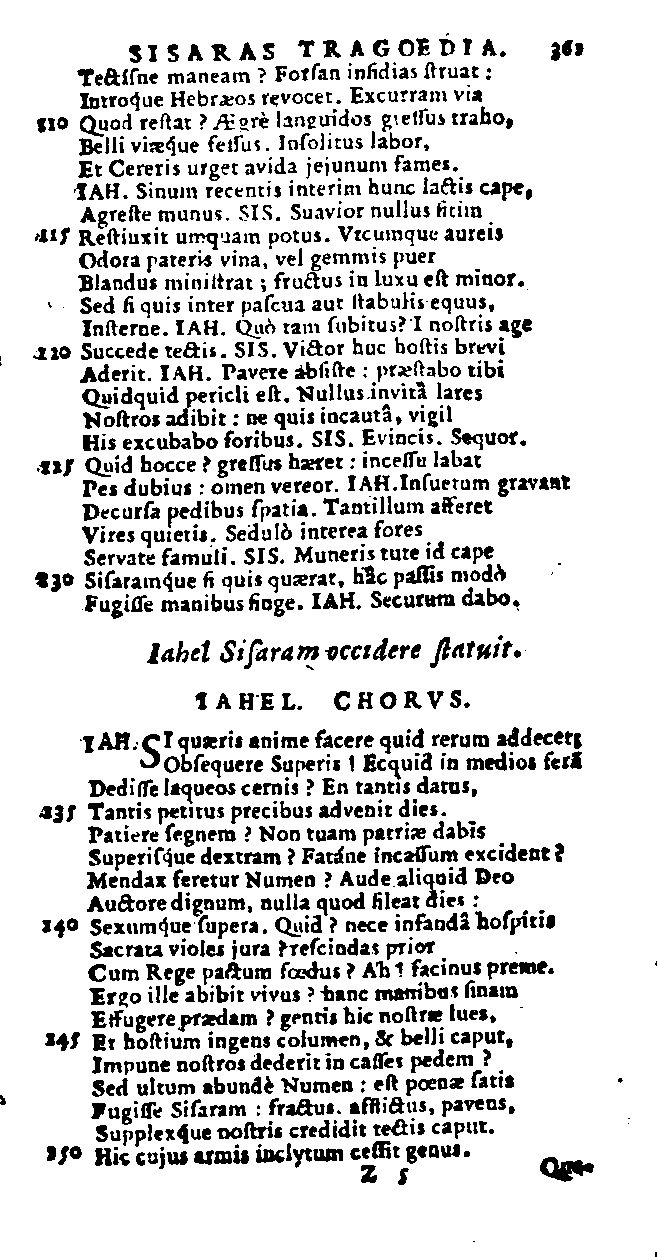 SISARAS TRAGOEDIA. 361
Tectiſne maneam ? Forſan inſidias ſtruat :
Introque Hebræos revocet. Excurram via
210 Quod reſtat ? Ægrè languidos greſſus traho,
Belli viæque feſſus. Inſolitus labor,
Et Cereris urget avida jejunum fames.
IAH. Sinum recentis interim hunc lactis cape,
Agreſte munus. SIS. Suavior nullus ſitim
215 Reſtinxit umquam potus. Vtcumque aureis
Odora pateris vina, vel gemmis puer
Blandus miniſtrat ; fructus in luxu eſt minor.
Sed ſi quis inter paſcua aut ſtabulis equus,
Inſterne. IAH. Quò tam ſubitus? I noſtris age
220 Succede tectis. SIS. Victor huc hoſtis brevi
Aderit. IAH. Pavere abſiſte : præſtabo tibi
Quidquid pericli eſt. Nullus invitâ lares
Noſtros adibit : ne quis incautâ, vigil
His excubabo foribus. SIS. Evincis. Sequor.
225 Quid hocce ? greſſus hæret : inceſſu labat
Pes dubius : omen vereor. IAH. Inſuetum gravant
Decurſa pedibus ſpatia. Tantillum afferet
Vires quietis. Sedulò interea fores
Servate famuli. SIS. Muneris tute id cape
230 Siſaramque ſi quis quærat, hâc paſſis modò
Fugiſſe manibus finge. IAH. Securum dabo.
Iahel Siſaram occidere ſtatuit.
IAHEL. CHORVS.
IAH. SI quæris anime facere quid rerum addecet;
Obſequere Superis ! Ecquid in medios ferâ
Dediſſe laqueos cernis ? En tantis datus,
235 Tantis petitus precibus advenit dies.
Patiere ſegnem ? Non tuam patriæ dabis
Superiſque dextram ? Fatáne incaſſum excident ?
Mendax feretur Numen ? Aude aliquid Deo
Auctore dignum, nulla quod ſileat dies :
240 Sexumque ſupera. Quid ? nece infandâ hoſpitis
Sacrata violes jura ? reſcindas prior
Cum Rege pactum fœdus ? Ah ! facinus preme.
Ergo ille abibit vivus ? hanc manibus ſinam
Effugere prædam ? gentis hic noſtræ lues,
245 Et hoſtium ingens columen, & belli caput,
Impune noſtros dederit in caſſes pedem ?
Sed ultum abundè Numen : eſt pœnæ ſatis
Fugiſſe Siſaram : fractus. afflictus, pavens,
Supplexque noſtris credidit tectis caput.
250 Hic cujus armis inclytum ceſſit genus.
Z 5